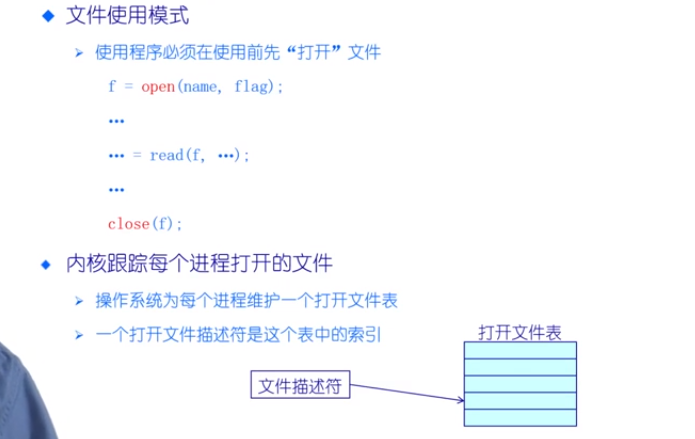 文件使用模式
使用程序必须在使用前先“打开”文件
f = open(name, flag);
…
… = read(f, …);
…
close(f);
内核跟踪每个进程打开的文件
操作系统为每个进程维护一个打开文件表
一个打开文件描述符是这个表中的索引
打开文件表
文件描述符